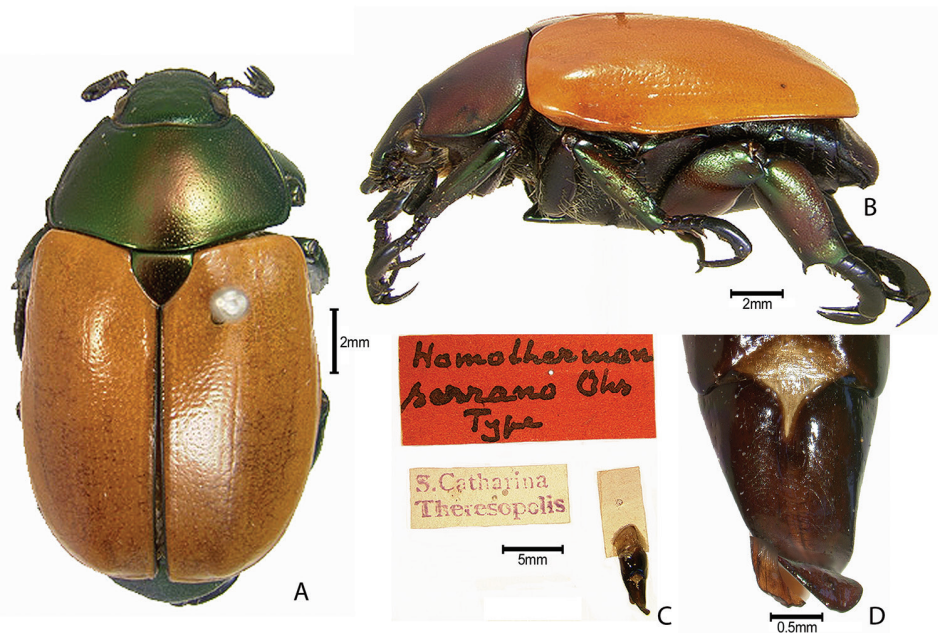 B
2mm
2mm
A
Homotherman
serrano Ohs
Type
S.Catharina
Theresopolis
5mm
C
D
0.5mm